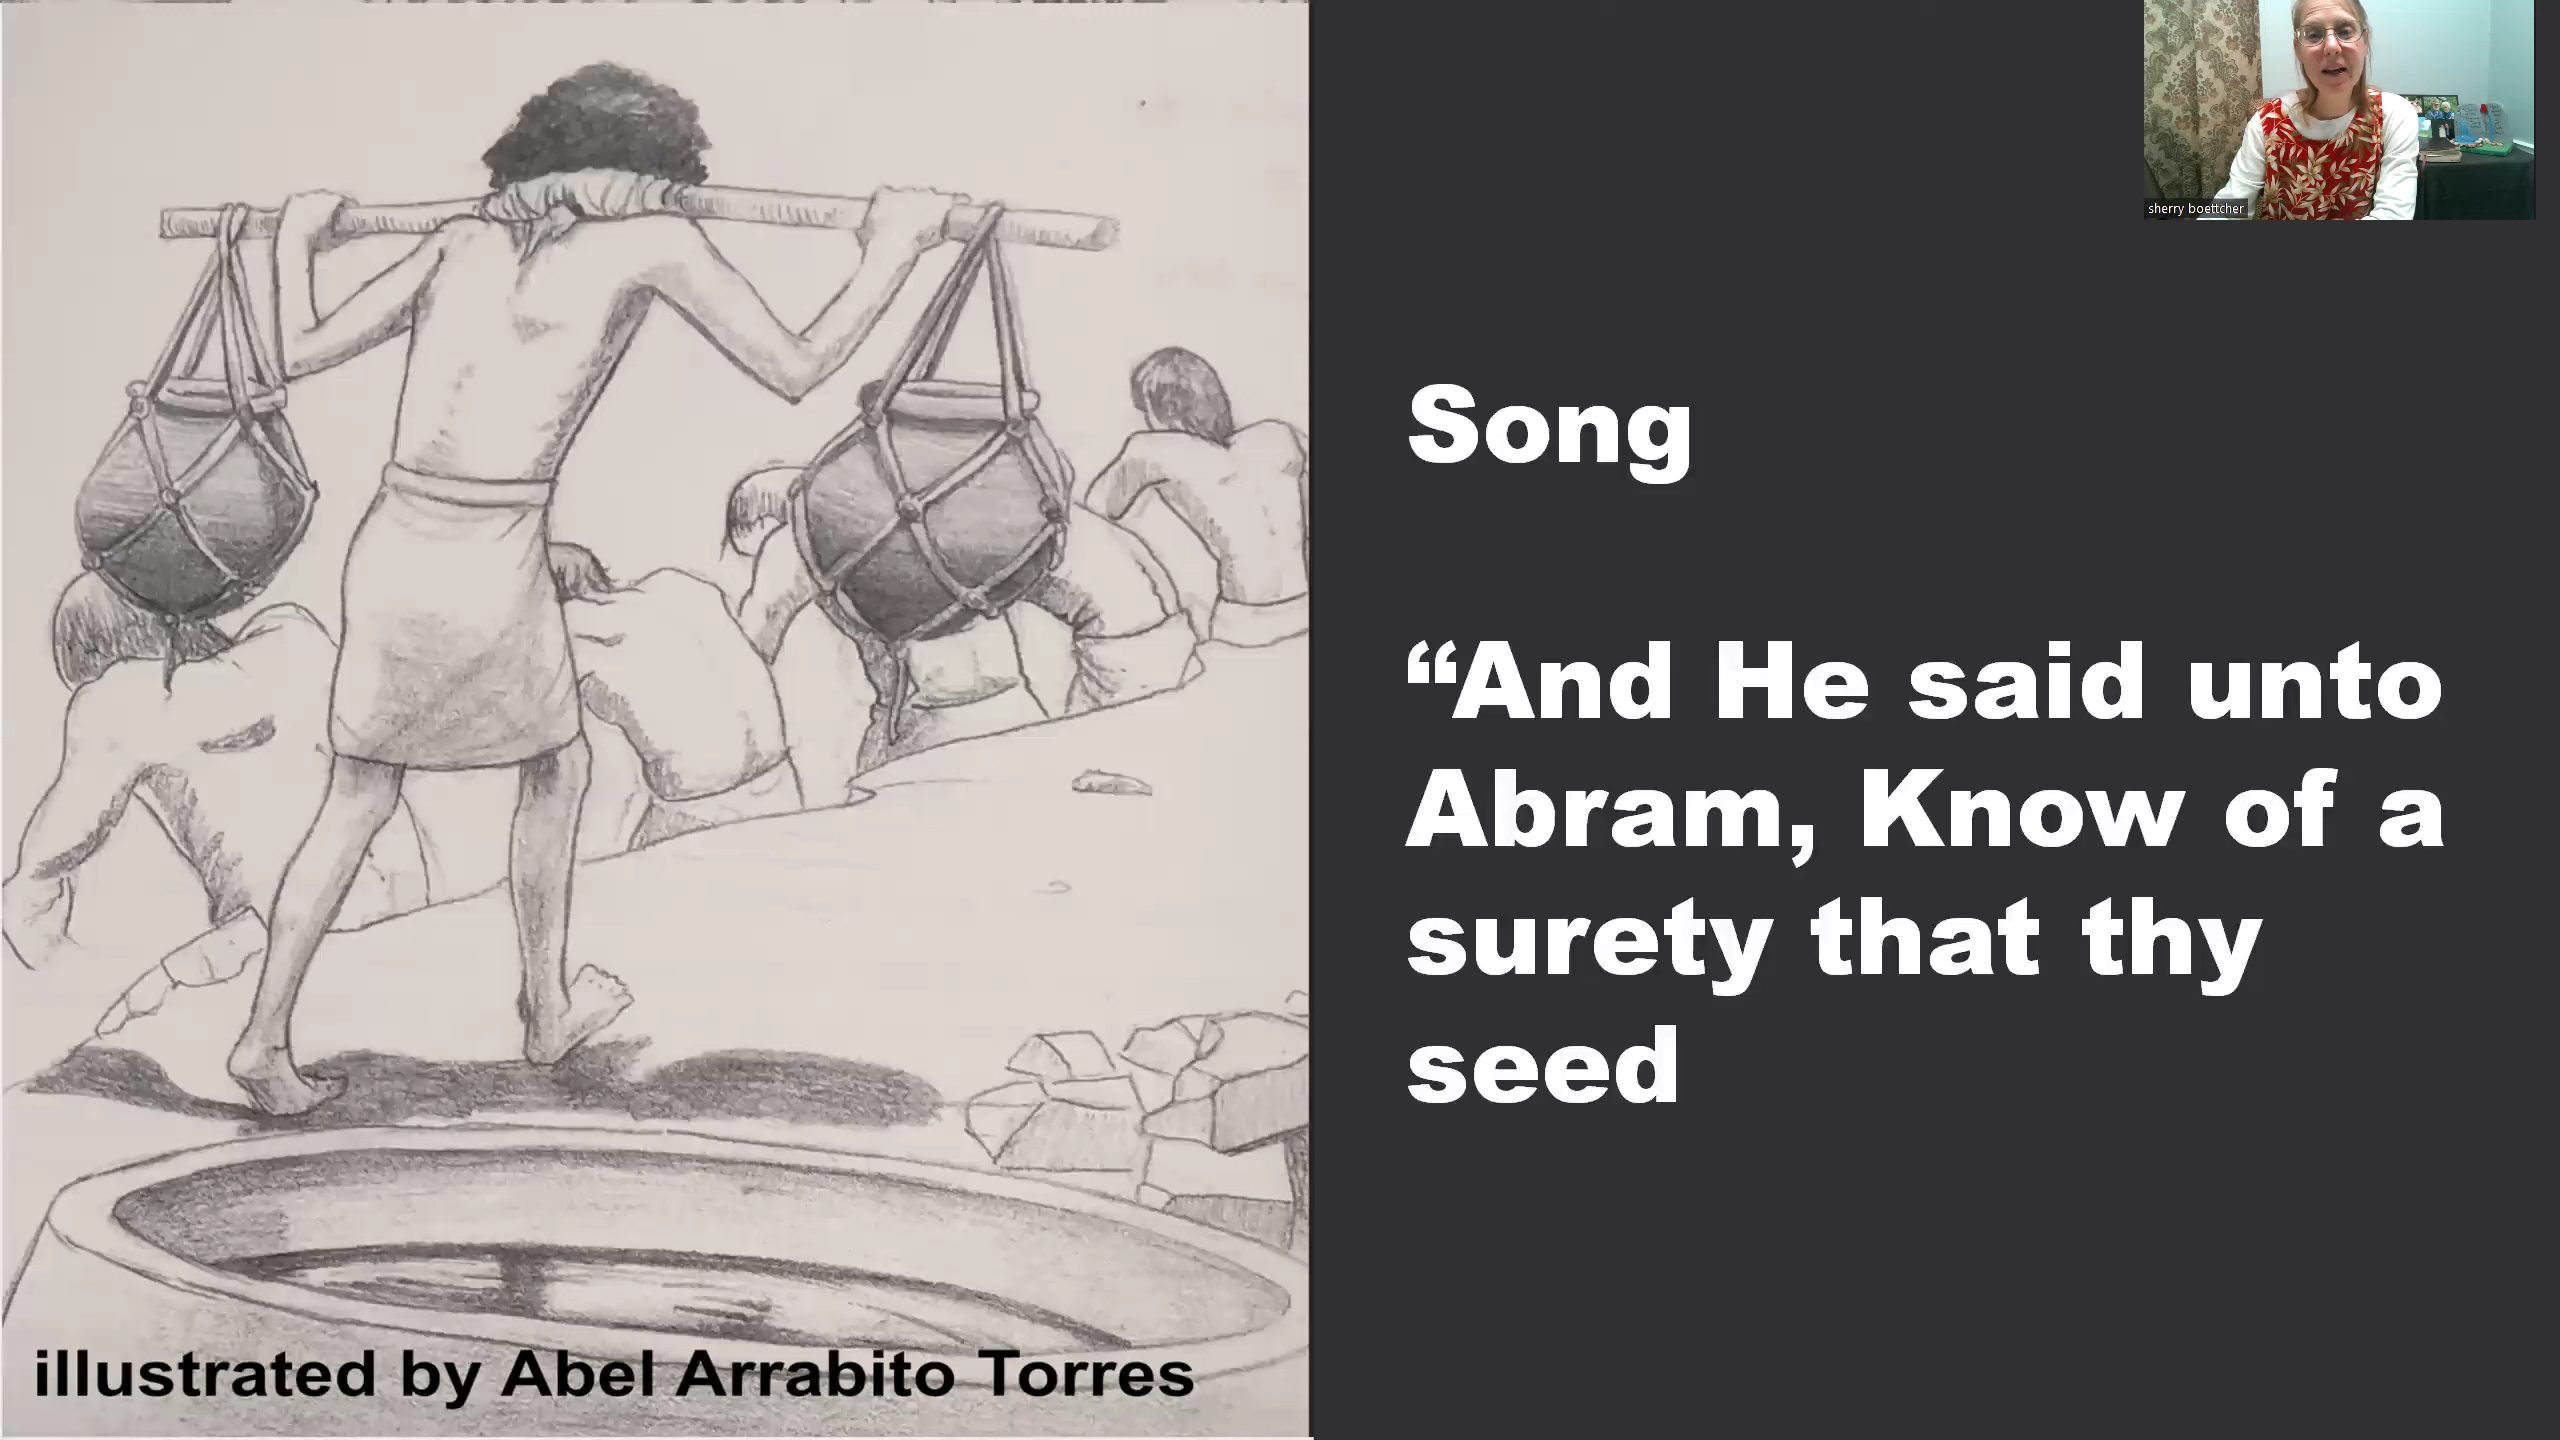 sherry boettcher
Song
“And He said unto
Abram, Know of a
surety that thy
seed
illustrated by Abel Arrabito Torres